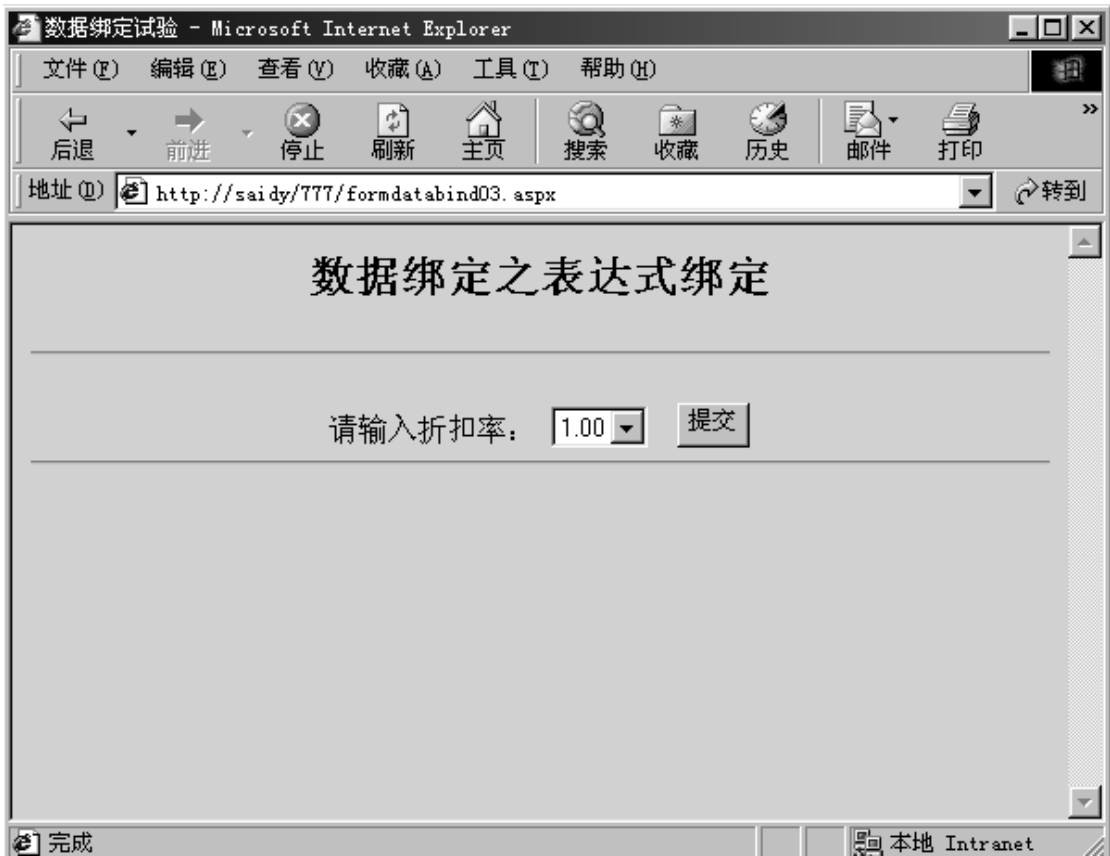 数据绑定试验 - Microsoft Internet Explorer
文件(F) 编辑(E) 查看(V) 收藏(A) 工具(T) 帮助(H)
后退 前进 停止 刷新 主页 搜索 收藏 历史 邮件 打印 »
地址(D) http://saidy/777/formdatabind03.aspx 转到
数据绑定之表达式绑定
请输入折扣率： 1.00 提交
完成 本地 Intranet